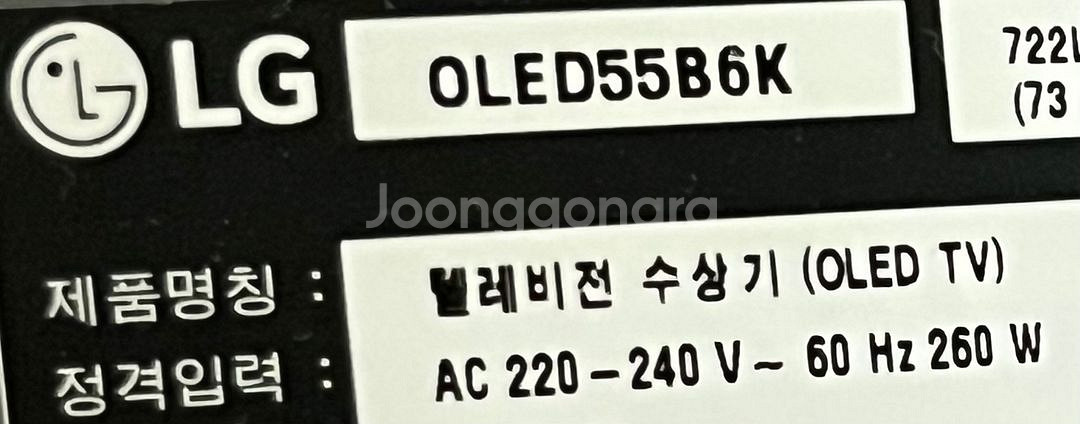 LG OLED55B6K 722
(73
Joonggonara
제품명칭 : 텔레비전 수상기 (OLED TV)
정격입력 : AC 220-240 V~ 60 Hz 260 W